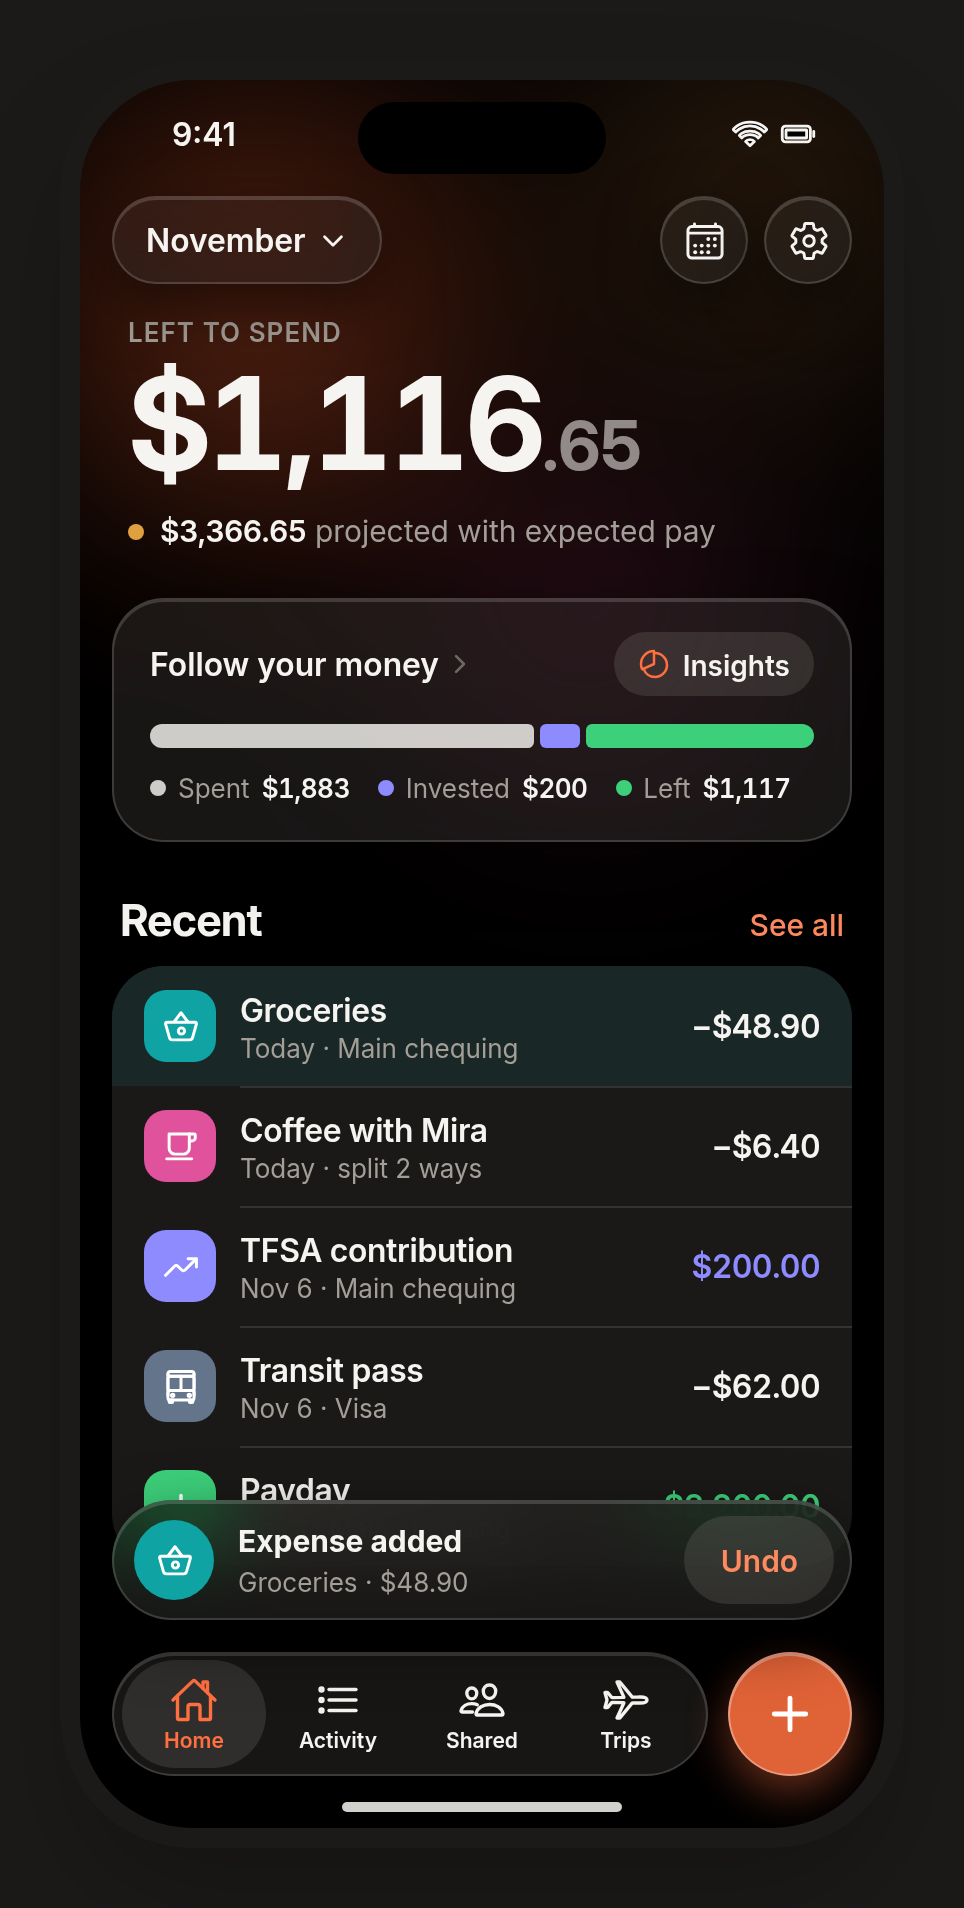 9:41
November
LEFT TO SPEND
$1,116.65
$3,366.65 projected with expected pay
Follow your money
Insights
Spent $1,883 Invested $200 Left $1,117
Recent
See all
Groceries
Today · Main chequing
−$48.90
Coffee with Mira
Today · split 2 ways
−$6.40
TFSA contribution
Nov 6 · Main chequing
$200.00
Transit pass
Nov 6 · Visa
−$62.00
Payday
Expense added
Groceries · $48.90
Undo
Home
Activity
Shared
Trips